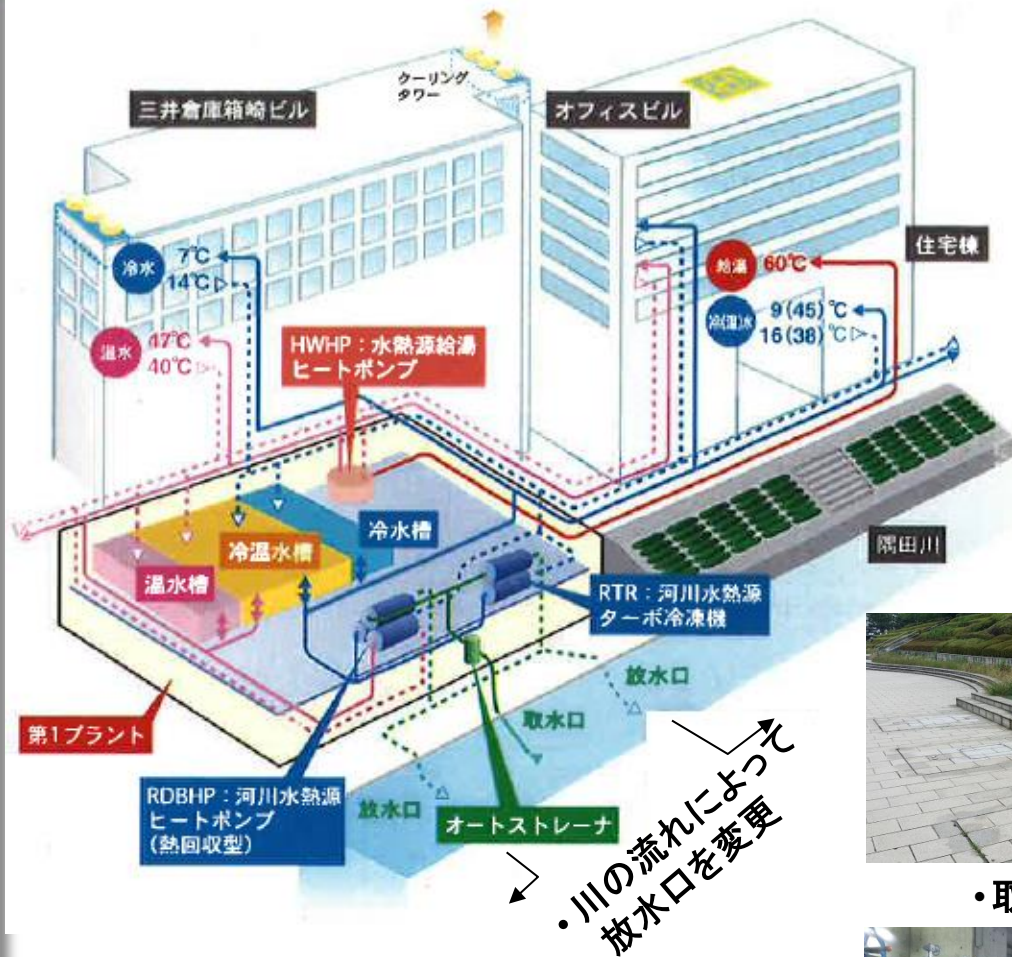 クーリング
タワー
三井倉庫箱崎ビル
オフィスビル
住宅棟
冷水
7℃
14℃
温水
47℃
40℃
給湯
60℃
冷(温)水
9(45)℃
16(38)℃
HWHP：水熱源給湯
ヒートポンプ
冷水槽
冷温水槽
温水槽
隅田川
RTR：河川水熱源
ターボ冷凍機
放水口
取水口
第1プラント
RDBHP：河川水熱源
ヒートポンプ
(熱回収型)
放水口
オートストレーナ
・川の流れによって
放水口を変更
・取